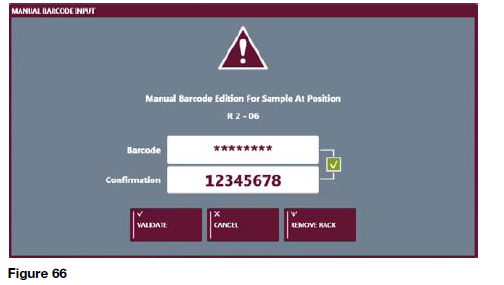 MANUAL BARCODE INPUT
Manual Barcode Edition For Sample At Position
R 2 - 06
Barcode
********
Confirmation
12345678
VALIDATE
CANCEL
REMOVE RACK
Figure 66